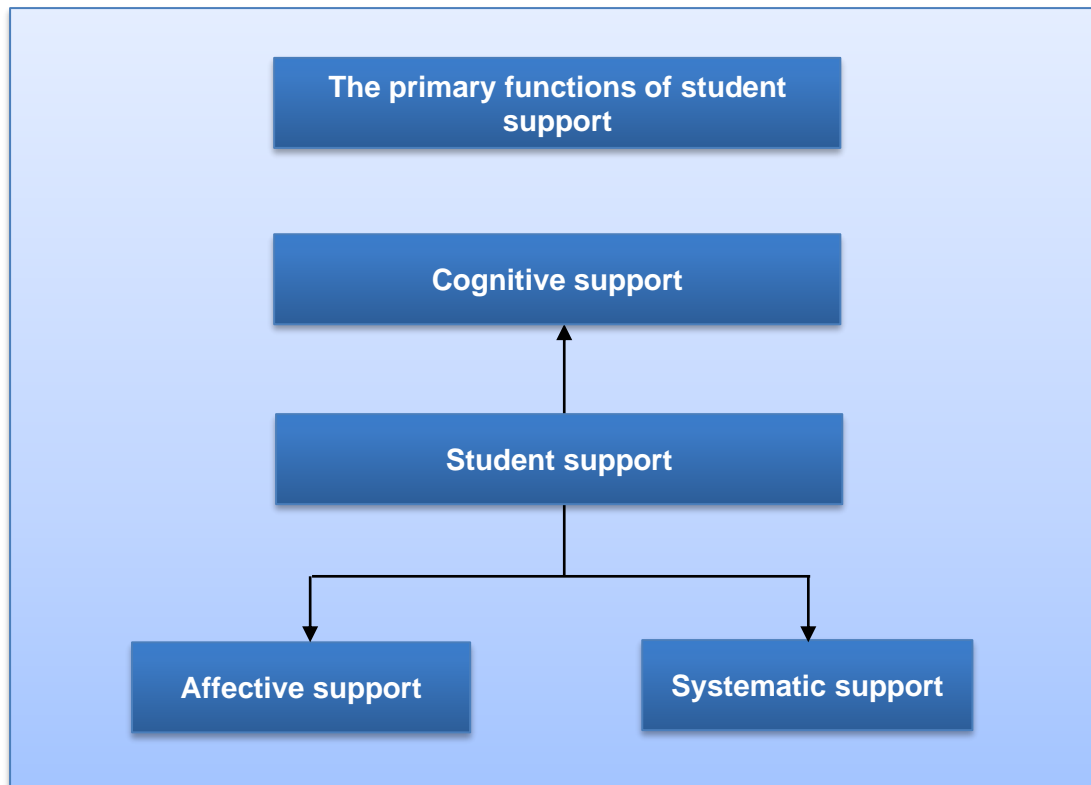 The primary functions of student
support
Cognitive support
Student support
Affective support
Systematic support